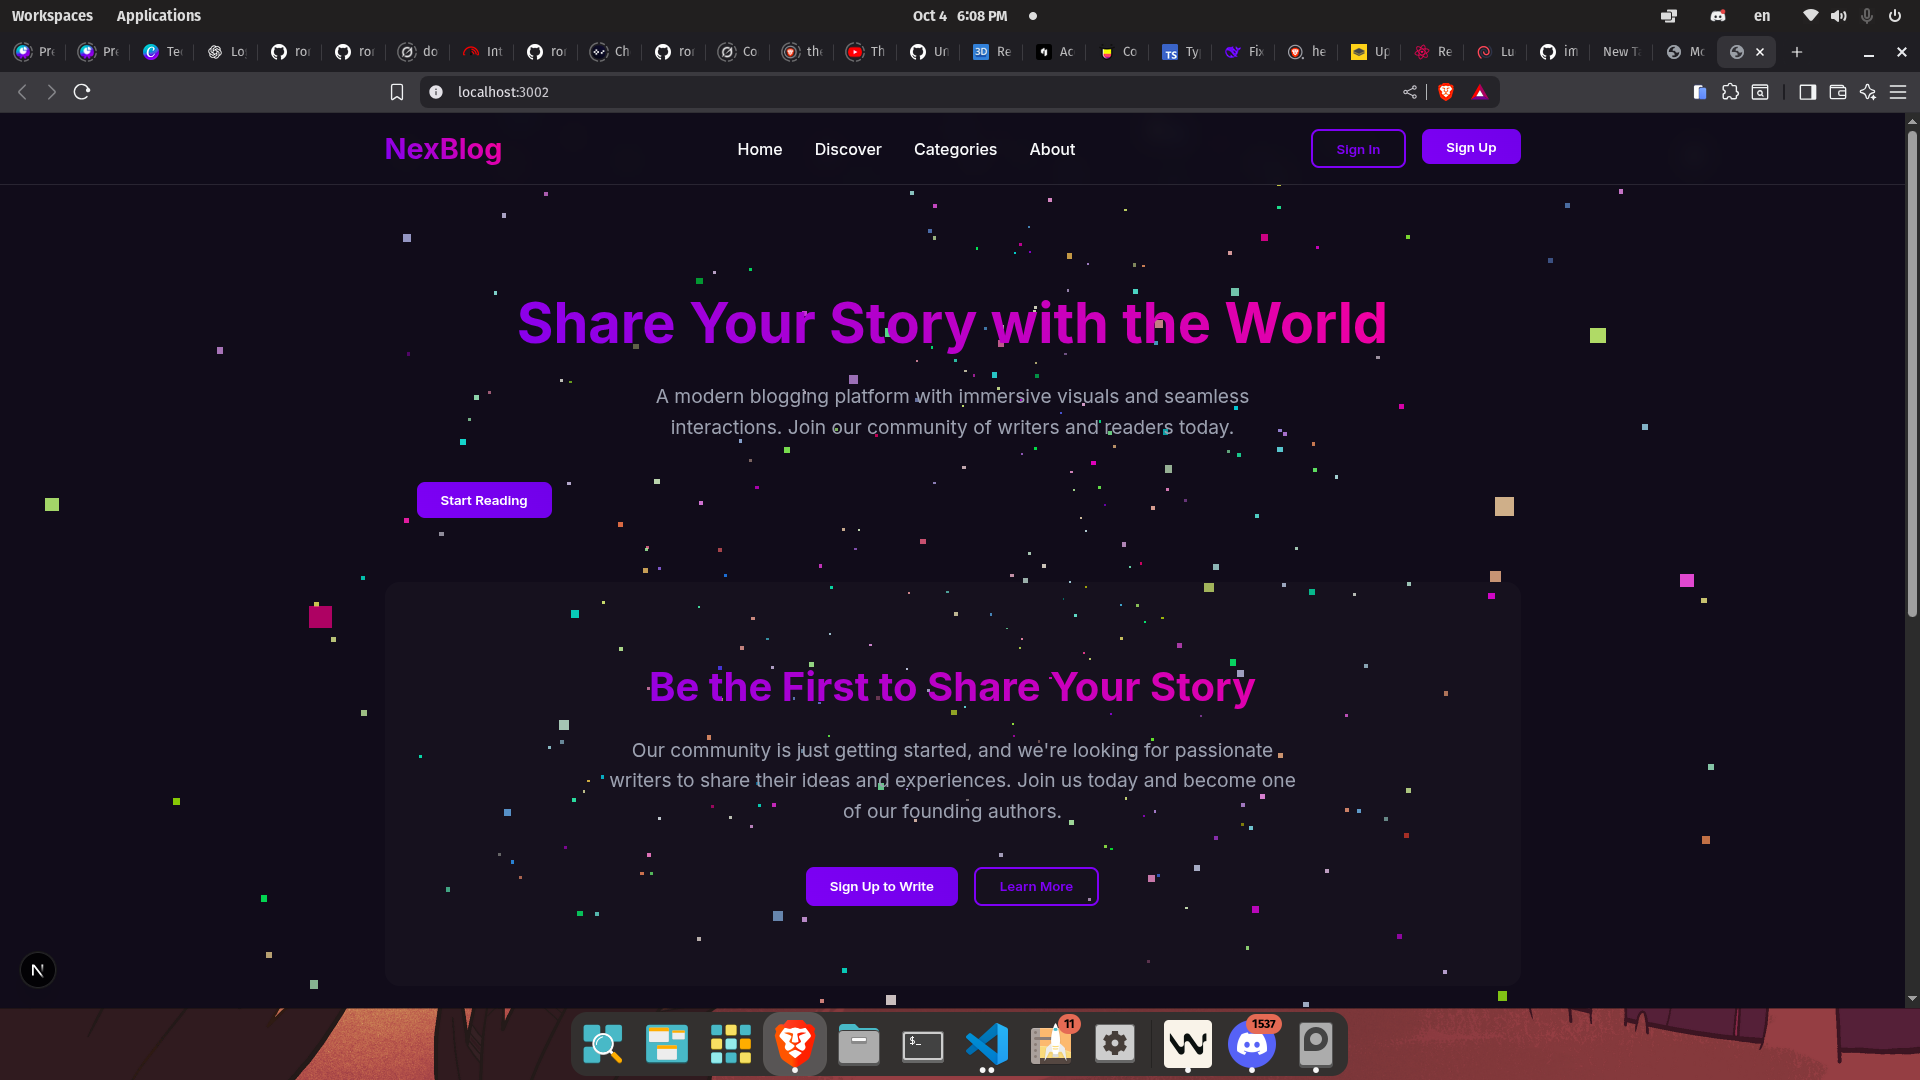 Workspaces Applications Oct 4 6:08 PM en
Pre Pre Te Lo ro ro do Int ro Ch ro Co the Th Un Re Ac Co Ty Fix he Up Re Lu im New Ta Mc
localhost:3002
NexBlog Home Discover Categories About Sign In Sign Up
Share Your Story with the World
A modern blogging platform with immersive visuals and seamless
interactions. Join our community of writers and readers today.
Start Reading
Be the First to Share Your Story
Our community is just getting started, and we're looking for passionate
writers to share their ideas and experiences. Join us today and become one
of our founding authors.
Sign Up to Write Learn More
N
$_ 11 1537